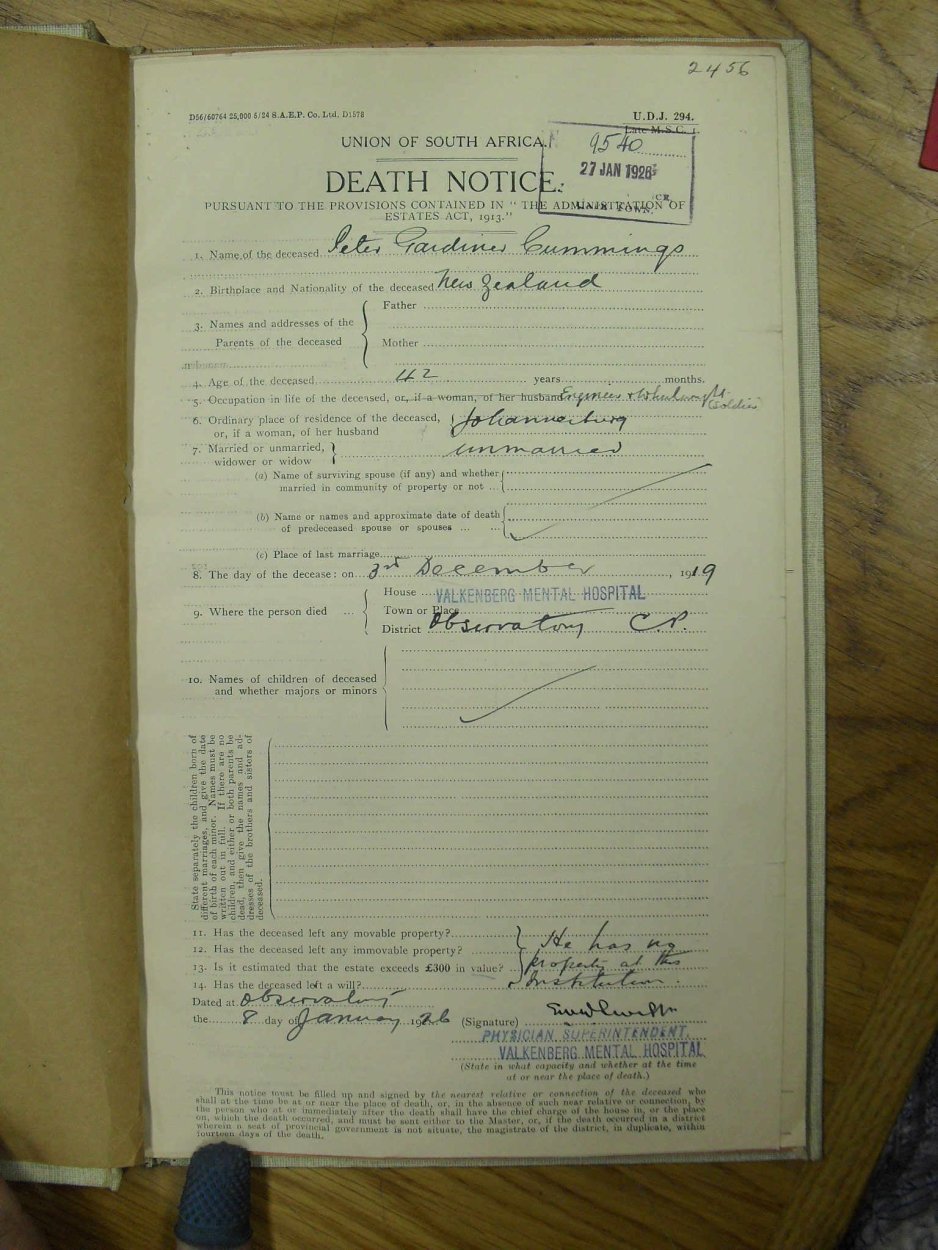 2456
D56/60764 25,000 5/24 S.A.E.P. Co. Ltd. D1578
U.D.J. 294.
Late M.S.C. 1.
UNION OF SOUTH AFRICA.
9540
27 JAN 1926
DEATH NOTICE.
PURSUANT TO THE PROVISIONS CONTAINED IN "THE ADMINISTRATION OF
ESTATES ACT, 1913."
1. Name of the deceased Peter Gardiner Cummings
2. Birthplace and Nationality of the deceased New Zealand
3. Names and addresses of the
Parents of the deceased
Father
Mother
4. Age of the deceased 42 years months.
5. Occupation in life of the deceased, or, if a woman, of her husband Engineer & Wheelwright
(Soldier)
6. Ordinary place of residence of the deceased,
or, if a woman, of her husband
Johannesburg
7. Married or unmarried,
widower or widow
unmarried
(a) Name of surviving spouse (if any) and whether
married in community of property or not ...
(b) Name or names and approximate date of death
of predeceased spouse or spouses ... ...
(c) Place of last marriage
8. The day of the decease: on 3rd December, 1919
9. Where the person died ...
House VALKENBERG MENTAL HOSPITAL
Town or Place
District Observatory C.P.
10. Names of children of deceased
and whether majors or minors
State separately the children born of
different marriages, and give the date
of birth of each minor. Names must be
written out in full. If there are no
children, and either or both parents be
dead, then give the names and ad-
dresses of the brothers and sisters of
deceased.
11. Has the deceased left any movable property?
12. Has the deceased left any immovable property?
13. Is it estimated that the estate exceeds £300 in value?
14. Has the deceased left a will?
He has no
property at this
Institution.
Dated at Observatory
the 8 day of January 1926
(Signature)
PHYSICIAN SUPERINTENDENT.
VALKENBERG MENTAL HOSPITAL.
(State in what capacity and whether at the time
at or near the place of death.)
This notice must be filled up and signed by the nearest relative or connection of the deceased who
shall at the time be at or near the place of death, or, in the absence of such near relative or connection, by
the person who at or immediately after the death shall have the chief charge of the house in, or the place
on, which the death occurred, and must be sent either to the Master, or, if the death occurred in a district
wherein a seat of provincial government is not situate, the magistrate of the district, in duplicate, within
fourteen days of the death.